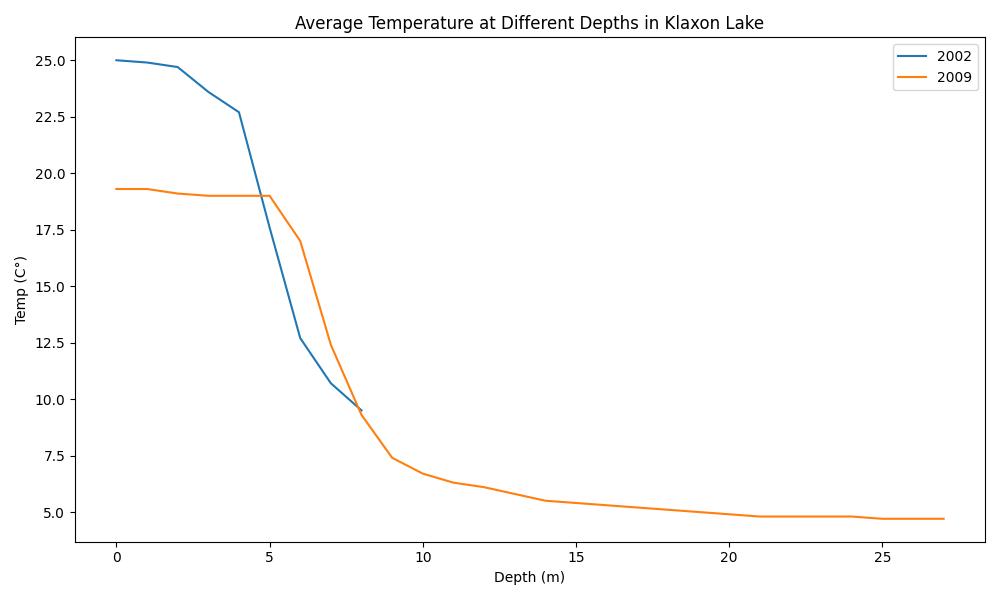 Average Temperature at Different Depths in Klaxon Lake
2002
2009
25.0
22.5
20.0
17.5
15.0
12.5
10.0
7.5
5.0
Temp (C°)
0 5 10 15 20 25
Depth (m)